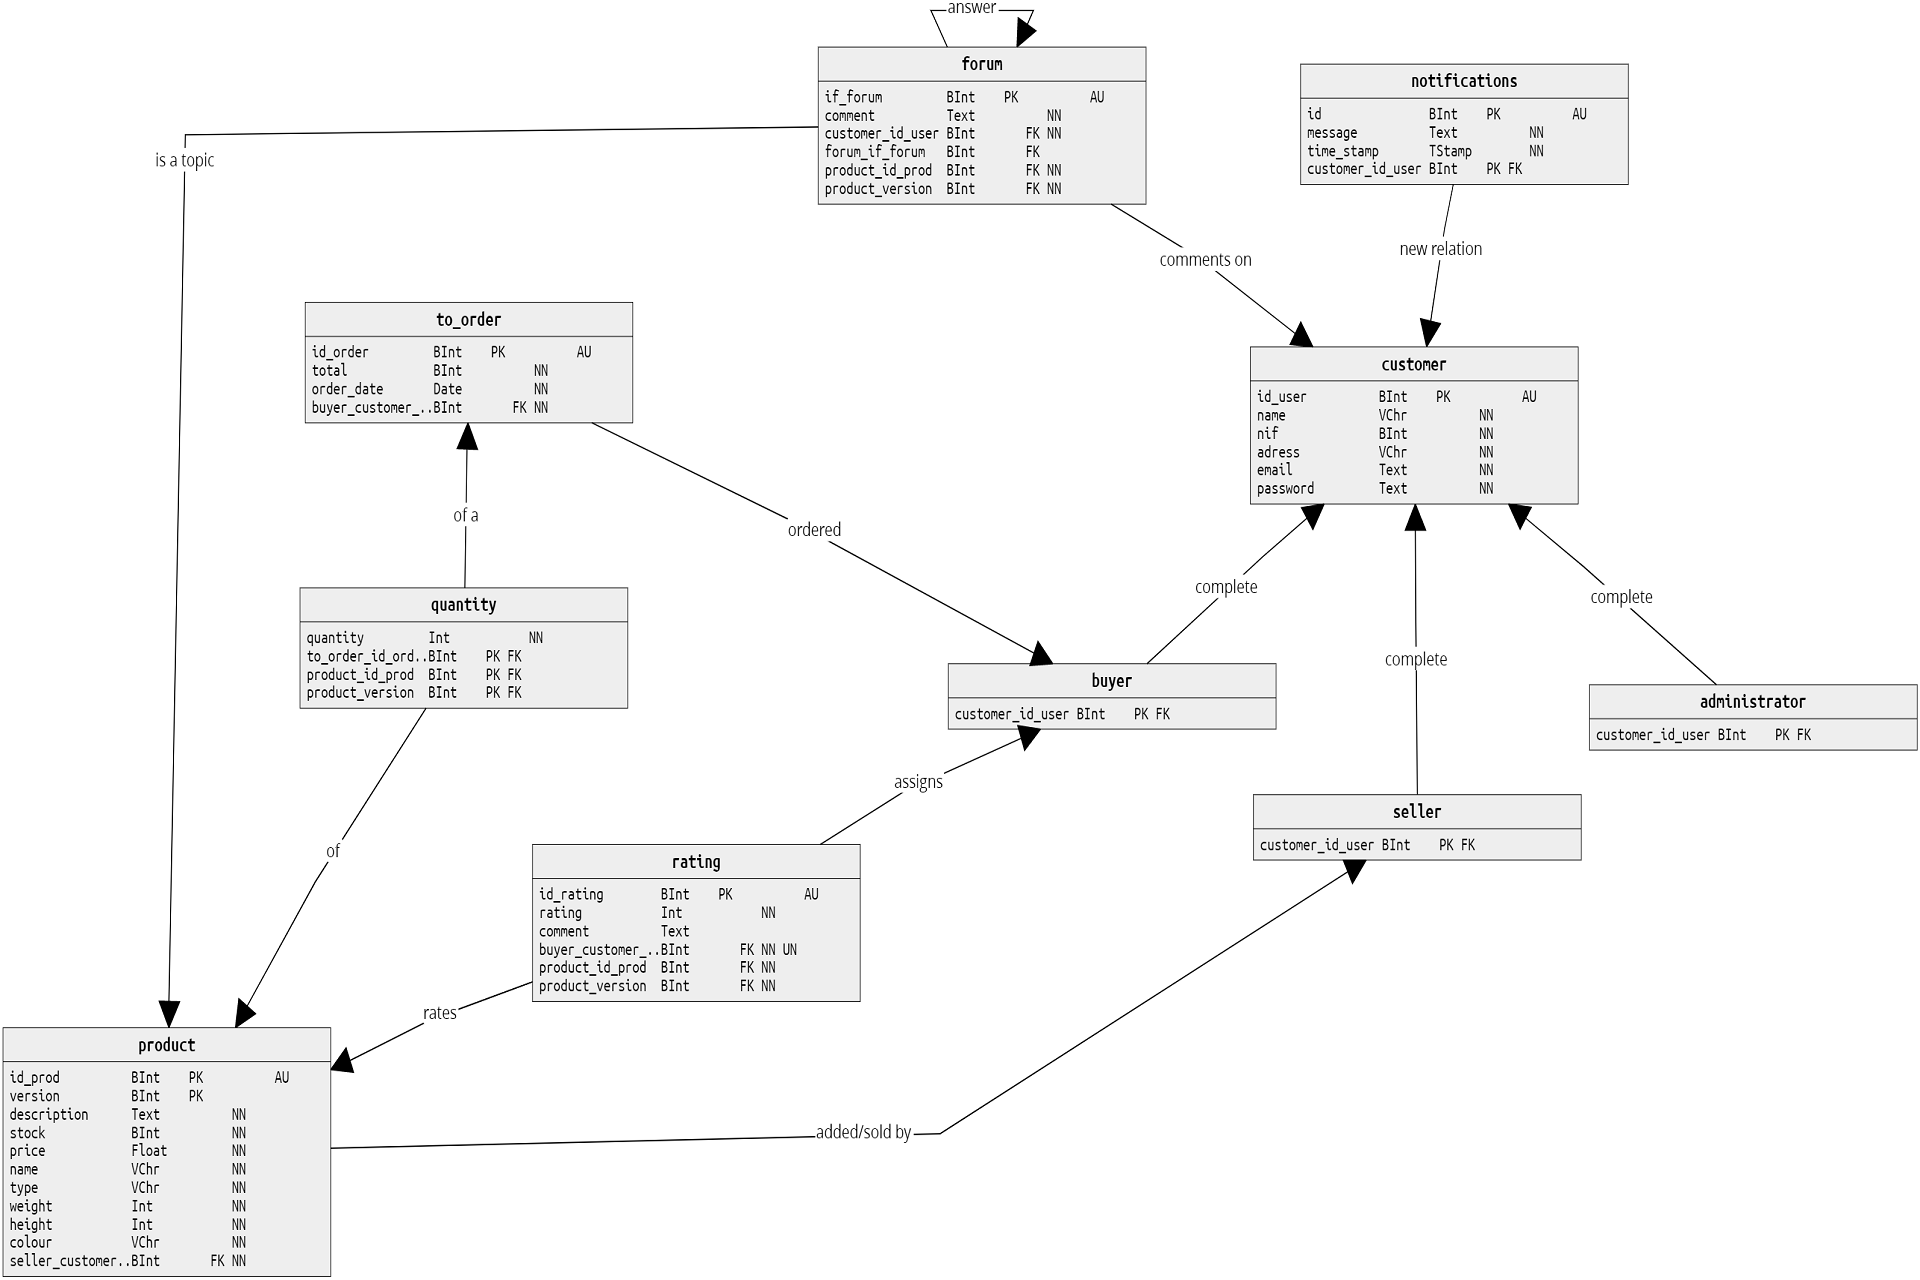 answer
forum
if_forum BInt PK AU
comment Text NN
customer_id_user BInt FK NN
forum_if_forum BInt FK
product_id_prod BInt FK NN
product_version BInt FK NN
notifications
id BInt PK AU
message Text NN
time_stamp TStamp NN
customer_id_user BInt PK FK
is a topic
comments on
new relation
to_order
id_order BInt PK AU
total BInt NN
order_date Date NN
buyer_customer_..BInt FK NN
customer
id_user BInt PK AU
name VChr NN
nif BInt NN
adress VChr NN
email Text NN
password Text NN
of a
ordered
complete
complete
complete
quantity
quantity Int NN
to_order_id_ord..BInt PK FK
product_id_prod BInt PK FK
product_version BInt PK FK
buyer
customer_id_user BInt PK FK
administrator
customer_id_user BInt PK FK
assigns
seller
customer_id_user BInt PK FK
of
rating
id_rating BInt PK AU
rating Int NN
comment Text
buyer_customer_..BInt FK NN UN
product_id_prod BInt FK NN
product_version BInt FK NN
rates
product
id_prod BInt PK AU
version BInt PK
description Text NN
stock BInt NN
price Float NN
name VChr NN
type VChr NN
weight Int NN
height Int NN
colour VChr NN
seller_customer..BInt FK NN
added/sold by